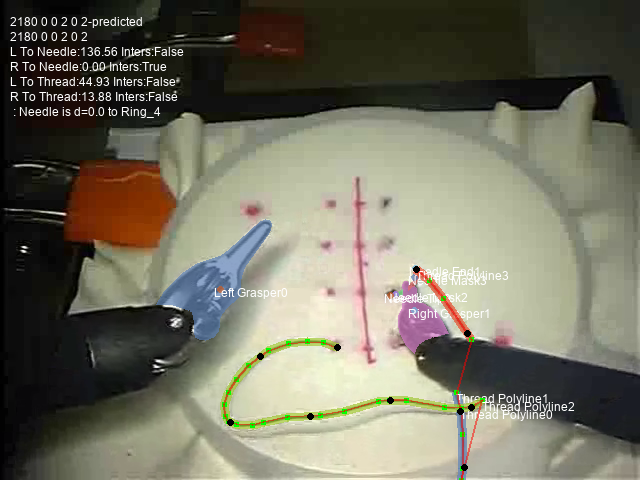 2180 0 0 2 0 2-predicted
2180 0 0 2 0 2
L To Needle:136.56 Inters:False
R To Needle:0.00 Inters:True
L To Thread:44.93 Inters:False
R To Thread:13.88 Inters:False
: Needle is d=0.0 to Ring_4
Thread Polyline3
Left Grasper0
Right Grasper1
Thread Polyline1
Thread Polyline2
Thread Polyline0